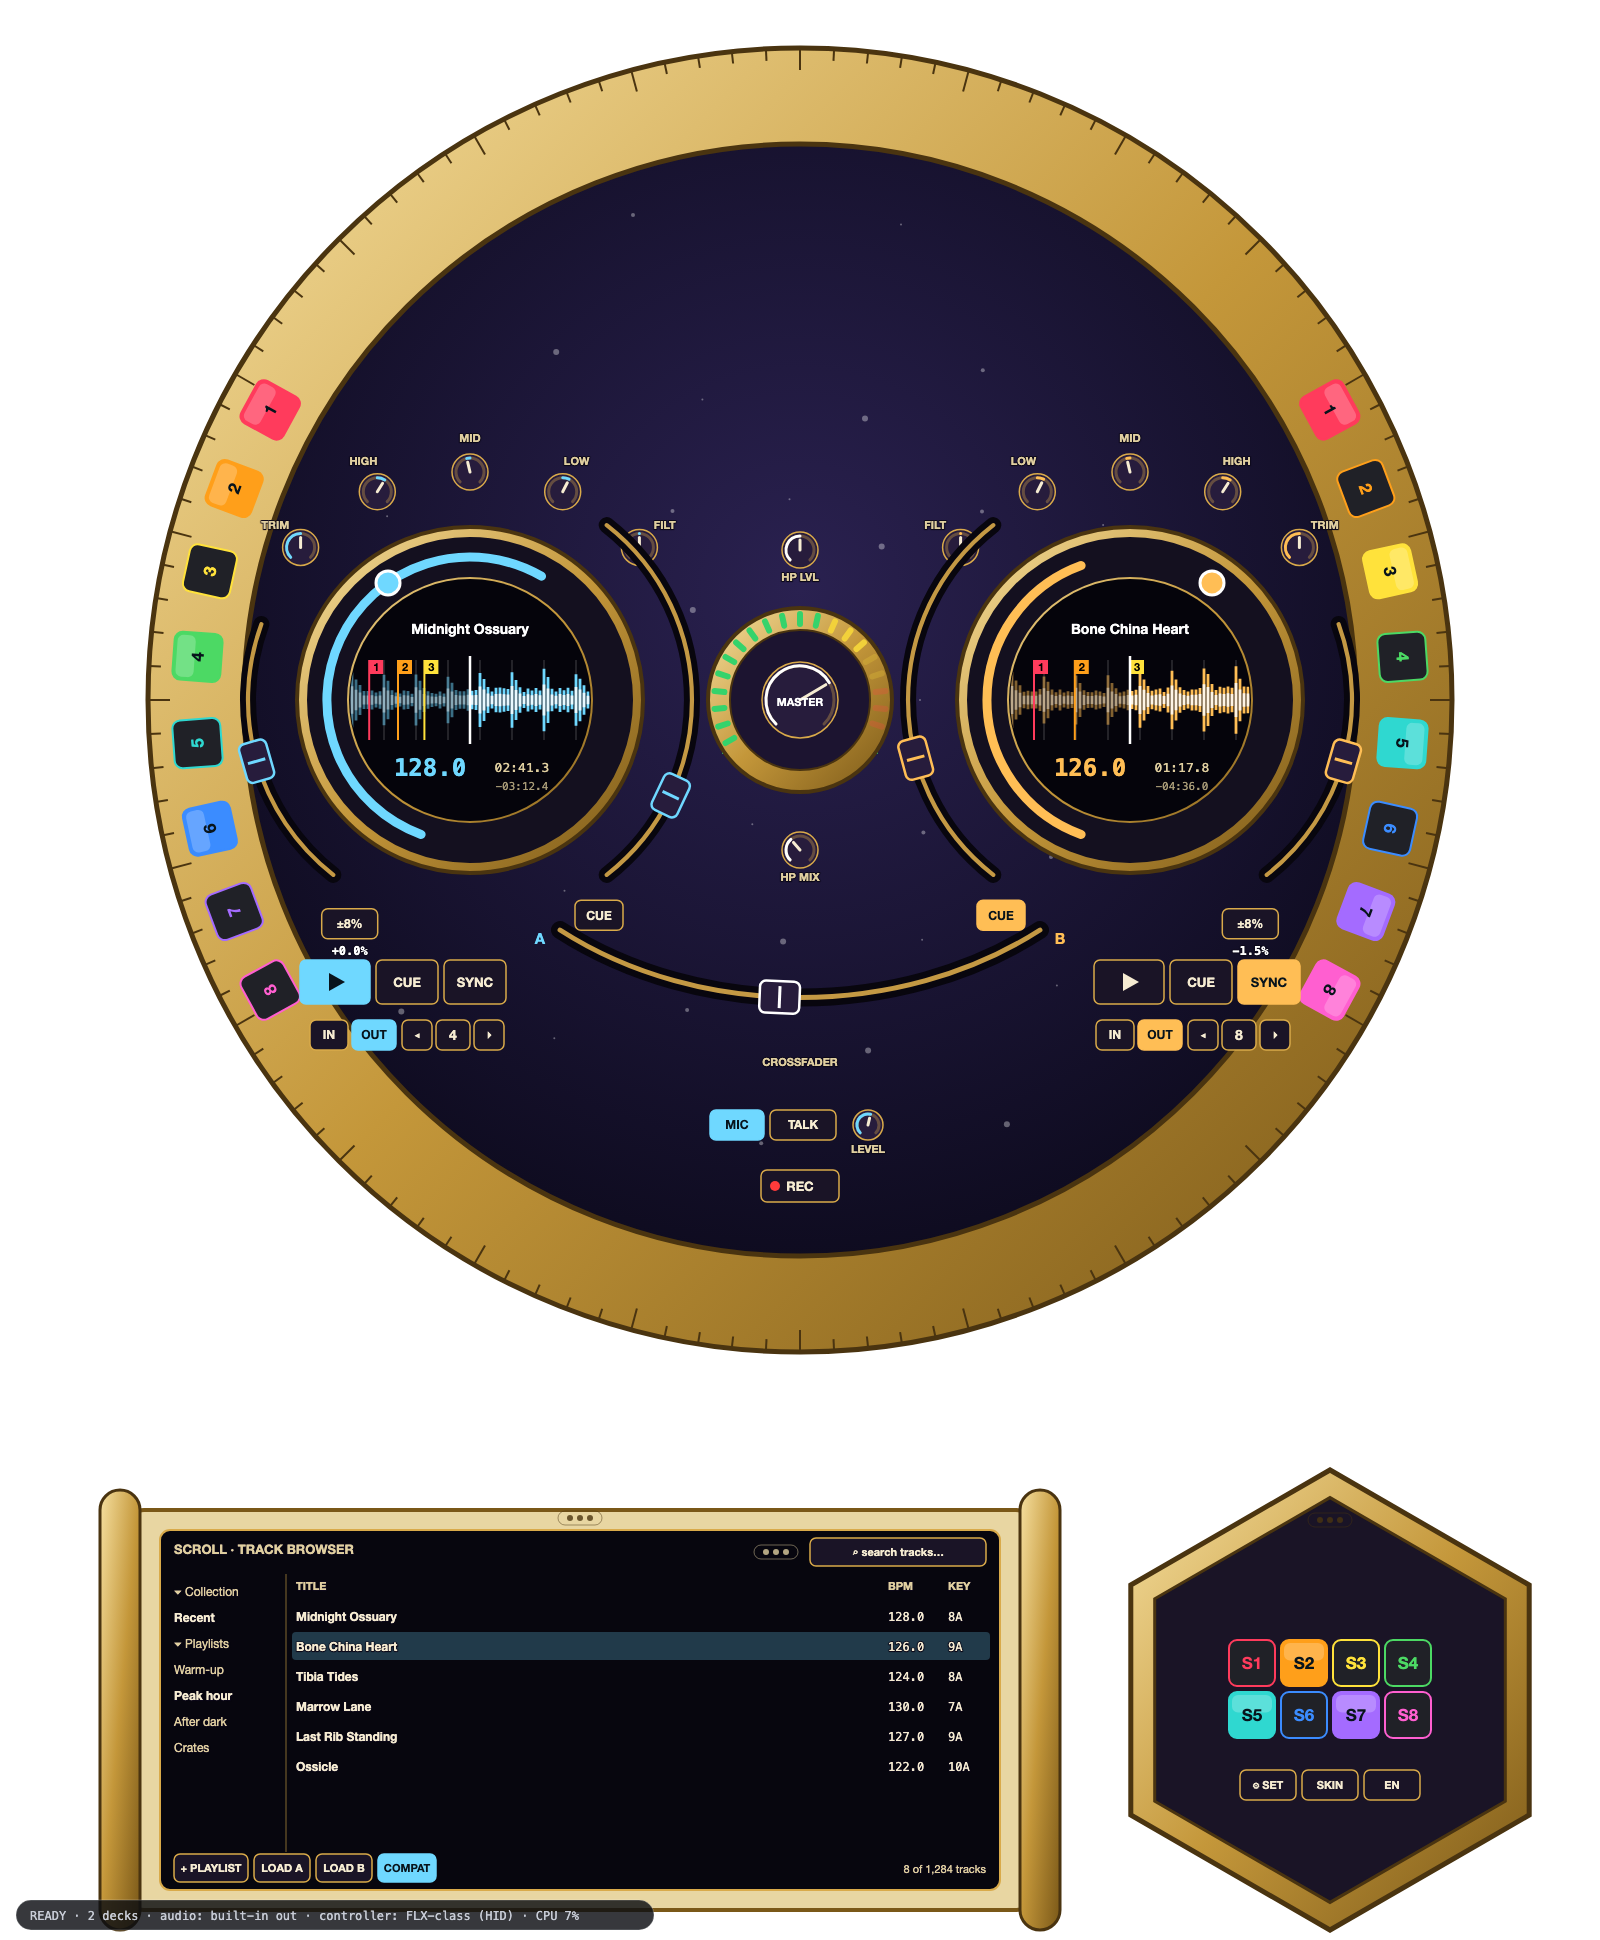 MID
MID
HIGH
LOW
LOW
HIGH
TRIM
FILT
FILT
TRIM
HP LVL
1
2
3
4
5
6
7
8
1
2
3
4
5
6
7
8
Midnight Ossuary
1 2 3
128.0 02:41.3
−03:12.4
MASTER
Bone China Heart
1 2 3
126.0 01:17.8
−04:36.0
HP MIX
CUE
CUE
A
B
±8%
+0.0%
CUE SYNC
IN OUT ◂ 4 ▸
±8%
−1.5%
CUE SYNC
IN OUT ◂ 8 ▸
CROSSFADER
MIC TALK
LEVEL
REC
SCROLL · TRACK BROWSER
⌕ search tracks…
▾ Collection
Recent
▾ Playlists
Warm-up
Peak hour
After dark
Crates
TITLE BPM KEY
Midnight Ossuary 128.0 8A
Bone China Heart 126.0 9A
Tibia Tides 124.0 8A
Marrow Lane 130.0 7A
Last Rib Standing 127.0 9A
Ossicle 122.0 10A
+ PLAYLIST LOAD A LOAD B COMPAT
8 of 1,284 tracks
S1 S2 S3 S4
S5 S6 S7 S8
⚙ SET SKIN EN
READY · 2 decks · audio: built-in out · controller: FLX-class (HID) · CPU 7%